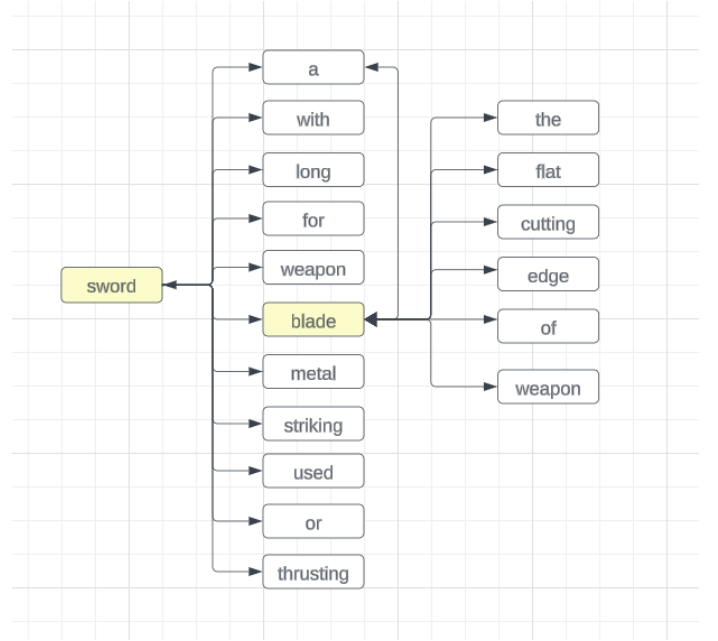 sword
a
with
long
for
weapon
blade
metal
striking
used
or
thrusting
the
flat
cutting
edge
of
weapon